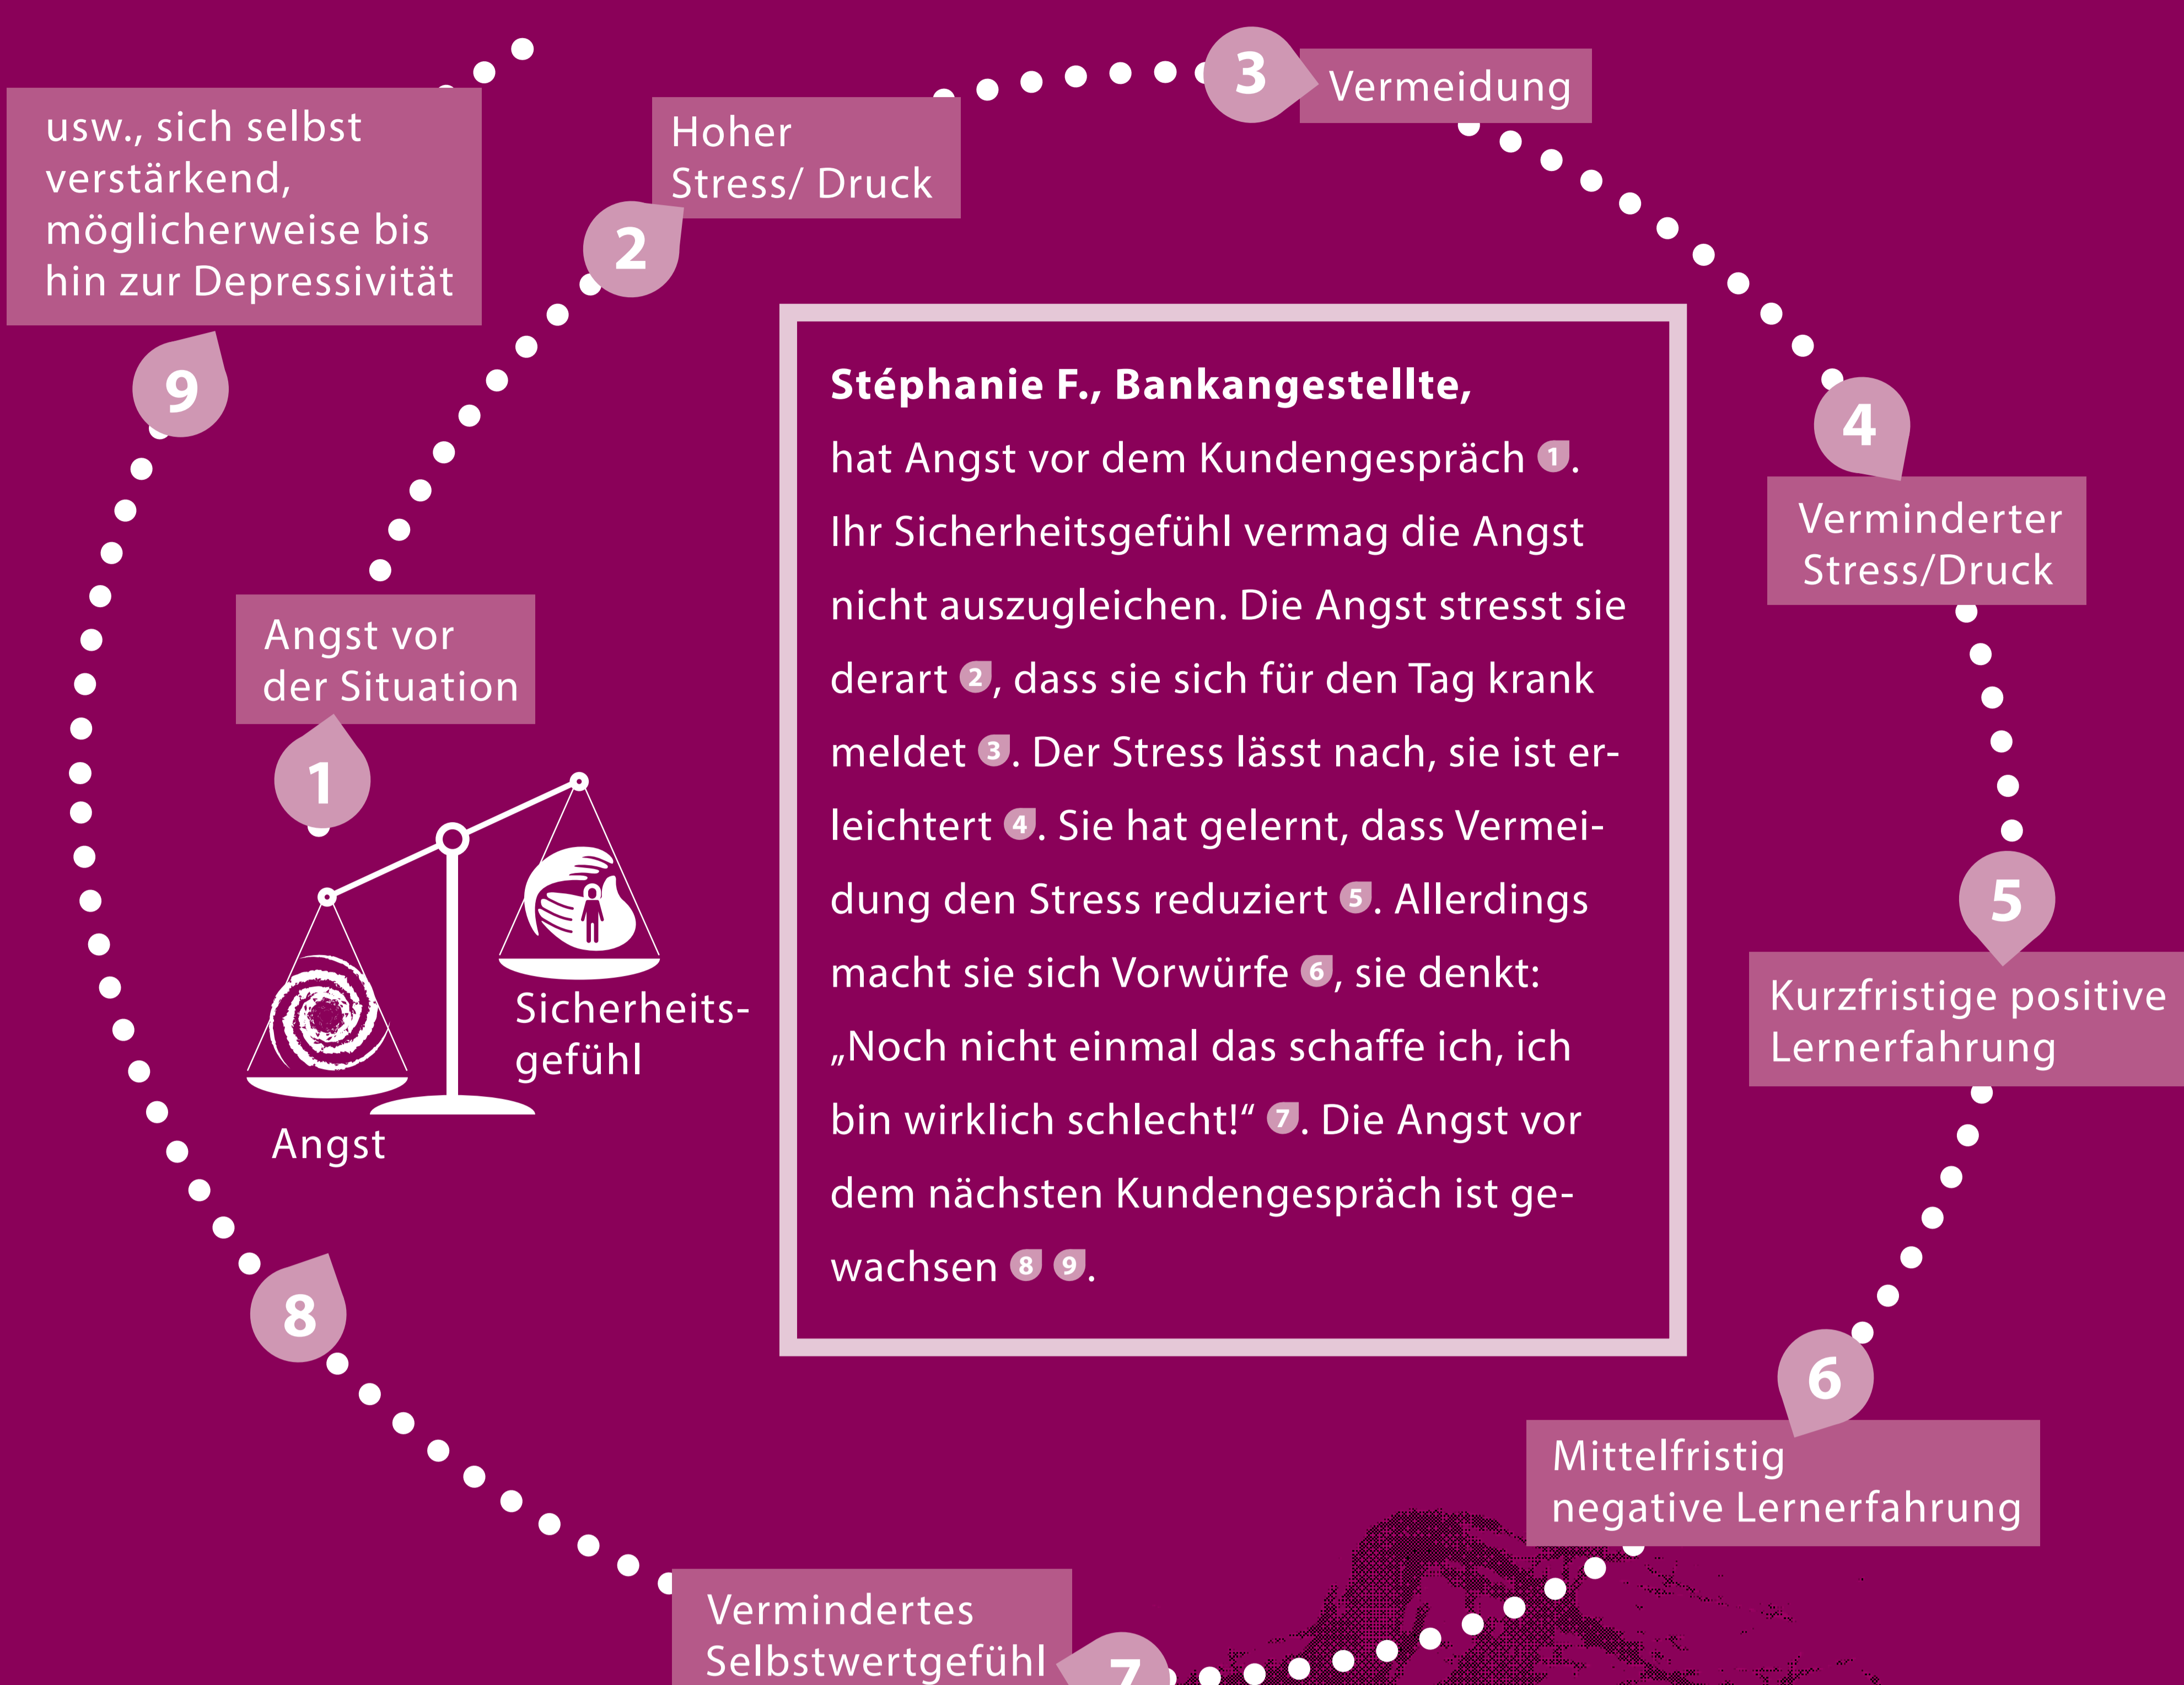 usw., sich selbst
verstärkend,
möglicherweise bis
hin zur Depressivität
9
Hoher
Stress/ Druck
2
3
Vermeidung
4
Verminderter
Stress/Druck
Angst vor
der Situation
1
Sicherheits-
gefühl
Angst
Stéphanie F., Bankangestellte,
hat Angst vor dem Kundengespräch 1.
Ihr Sicherheitsgefühl vermag die Angst
nicht auszugleichen. Die Angst stresst sie
derart 2, dass sie sich für den Tag krank
meldet 3. Der Stress lässt nach, sie ist er-
leichtert 4. Sie hat gelernt, dass Vermei-
dung den Stress reduziert 5. Allerdings
macht sie sich Vorwürfe 6, sie denkt:
„Noch nicht einmal das schaffe ich, ich
bin wirklich schlecht!“ 7. Die Angst vor
dem nächsten Kundengespräch ist ge-
wachsen 8 9.
5
Kurzfristige positive
Lernerfahrung
6
Mittelfristig
negative Lernerfahrung
8
Vermindertes
Selbstwertgefühl
7